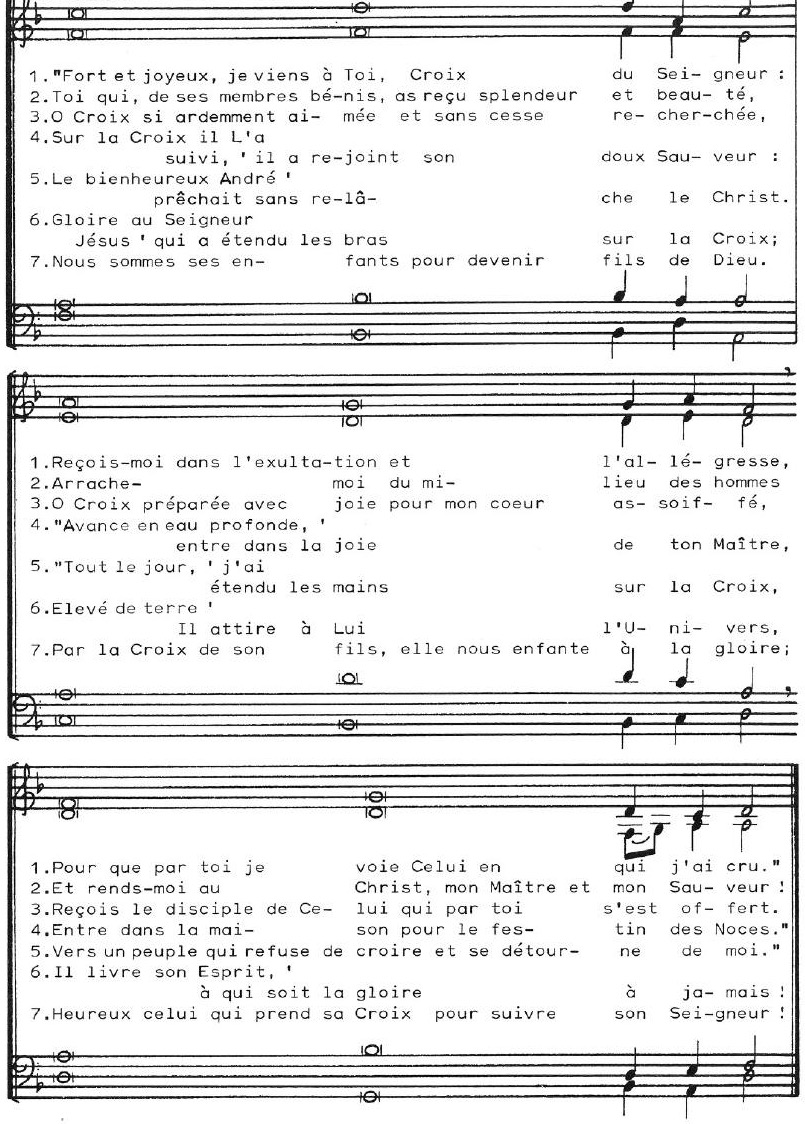 1."Fort et joyeux, je viens à Toi, Croix du Sei- gneur :
2.Toi qui, de ses membres bé-nis, as reçu splendeur et beau- té,
3.O Croix si ardemment ai- mée et sans cesse re- cher-chée,
4.Sur la Croix il L'a
suivi, ' il a re-joint son doux Sau- veur :
5.Le bienheureux André '
prêchait sans re-lâ- che le Christ.
6.Gloire au Seigneur
Jésus ' qui a étendu les bras sur la Croix;
7.Nous sommes ses en- fants pour devenir fils de Dieu.
1.Reçois-moi dans l'exulta-tion et l'al- lé- gresse,
2.Arrache- moi du mi- lieu des hommes
3.O Croix préparée avec joie pour mon coeur as- soif- fé,
4."Avance en eau profonde, '
entre dans la joie de ton Maître,
5."Tout le jour, ' j'ai
étendu les mains sur la Croix,
6.Elevé de terre '
Il attire à Lui l'U- ni- vers,
7.Par la Croix de son fils, elle nous enfante à la gloire;
1.Pour que par toi je voie Celui en qui j'ai cru."
2.Et rends-moi au Christ, mon Maître et mon Sau- veur !
3.Reçois le disciple de Ce- lui qui par toi s'est of- fert.
4.Entre dans la mai- son pour le fes- tin des Noces."
5.Vers un peuple qui refuse de croire et se détour- ne de moi."
6.Il livre son Esprit, '
à qui soit la gloire à ja- mais !
7.Heureux celui qui prend sa Croix pour suivre son Sei-gneur !